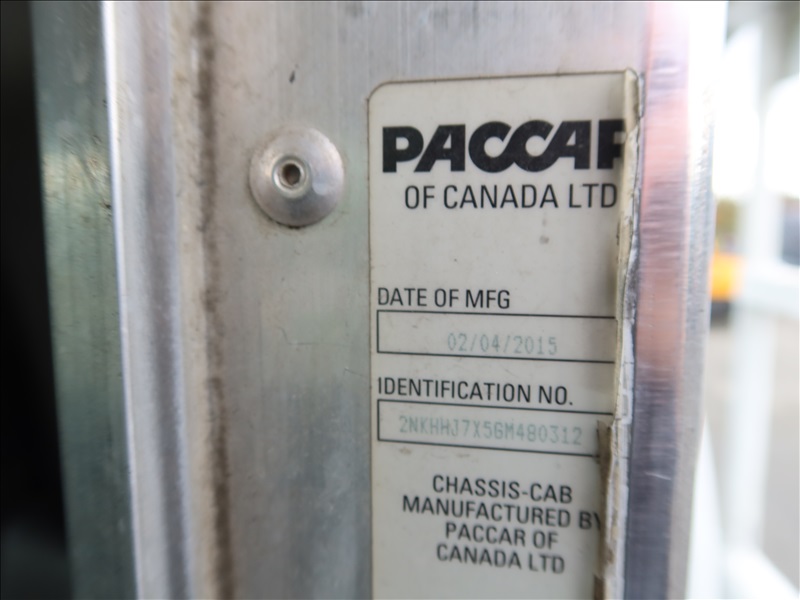 PACCAR
OF CANADA LTD
DATE OF MFG
02/04/2015
IDENTIFICATION NO.
2NKHHJ7X5GM480312
CHASSIS-CAB
MANUFACTURED BY
PACCAR OF
CANADA LTD